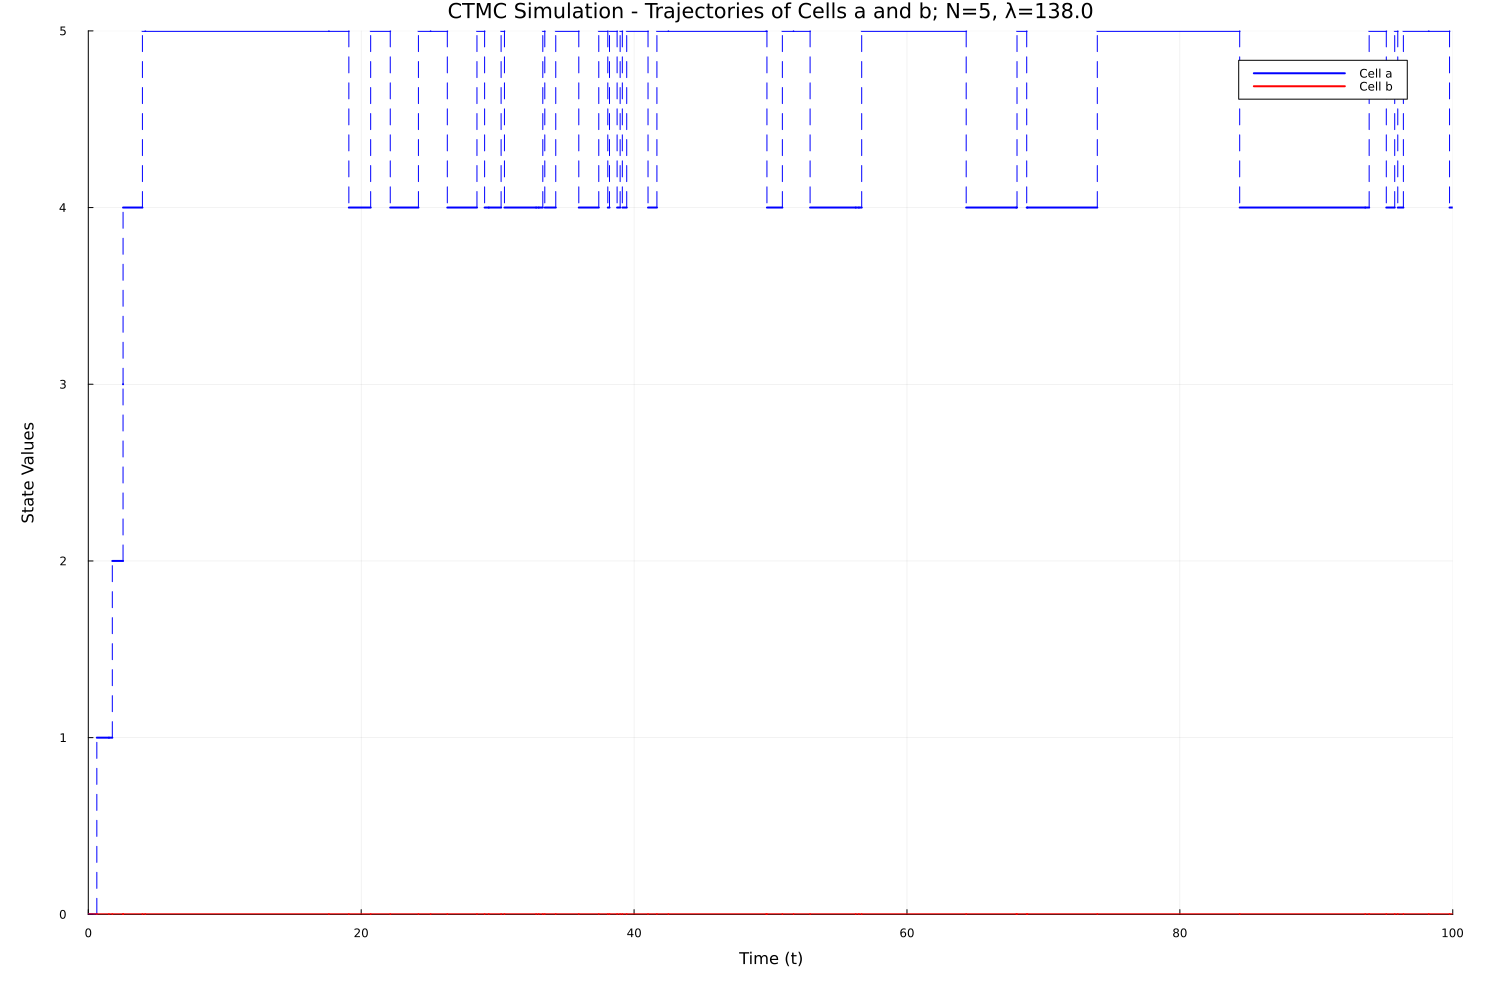 CTMC Simulation - Trajectories of Cells a and b; N=5, λ=138.0
5
4
3
2
1
0
State Values
Cell a
Cell b
0 20 40 60 80 100
Time (t)